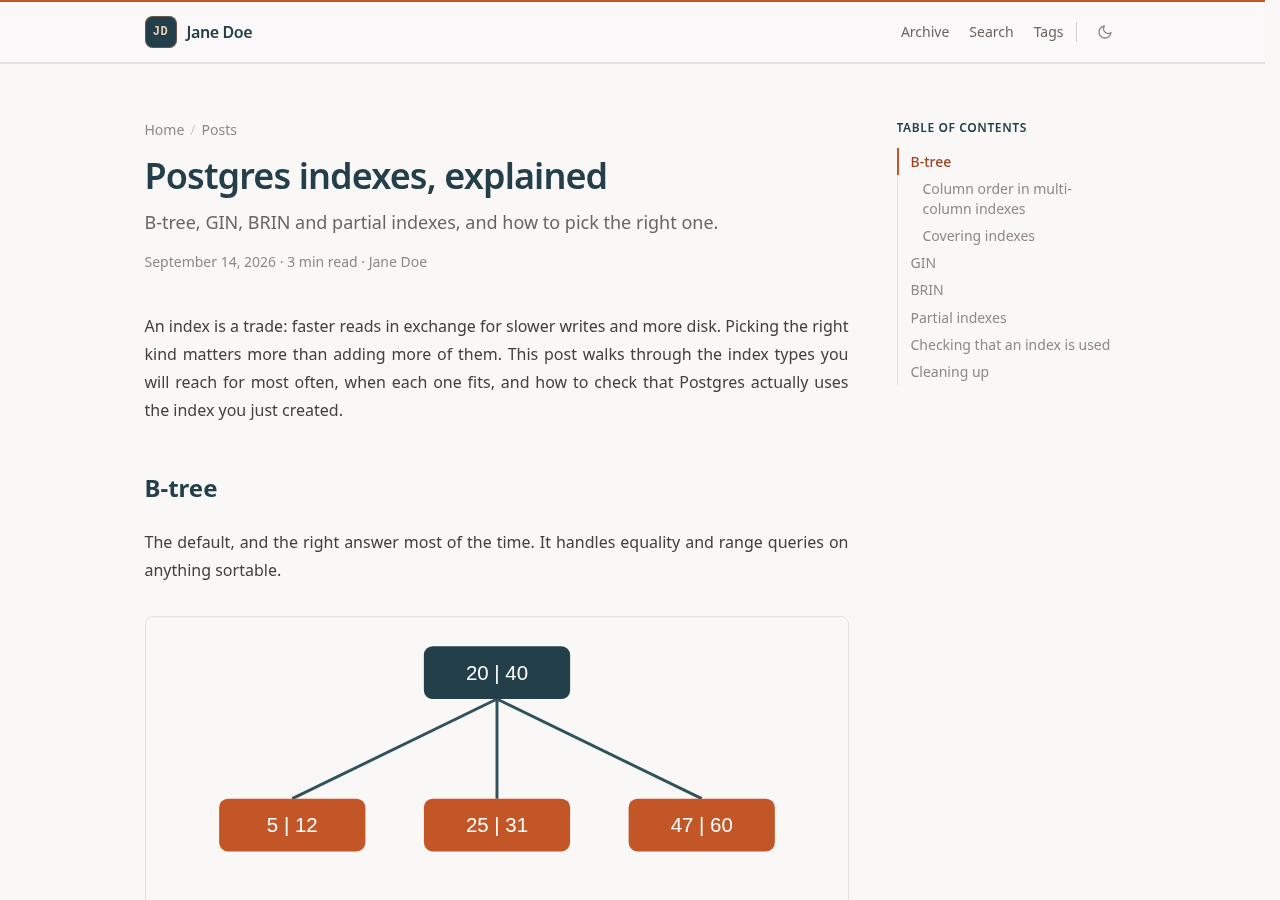 JD Jane Doe
Archive Search Tags
Home / Posts
Postgres indexes, explained
B-tree, GIN, BRIN and partial indexes, and how to pick the right one.
September 14, 2026 · 3 min read · Jane Doe
An index is a trade: faster reads in exchange for slower writes and more disk. Picking the right
kind matters more than adding more of them. This post walks through the index types you
will reach for most often, when each one fits, and how to check that Postgres actually uses
the index you just created.
B-tree
The default, and the right answer most of the time. It handles equality and range queries on
anything sortable.
20 | 40
5 | 12
25 | 31
47 | 60
TABLE OF CONTENTS
B-tree
Column order in multi-
column indexes
Covering indexes
GIN
BRIN
Partial indexes
Checking that an index is used
Cleaning up